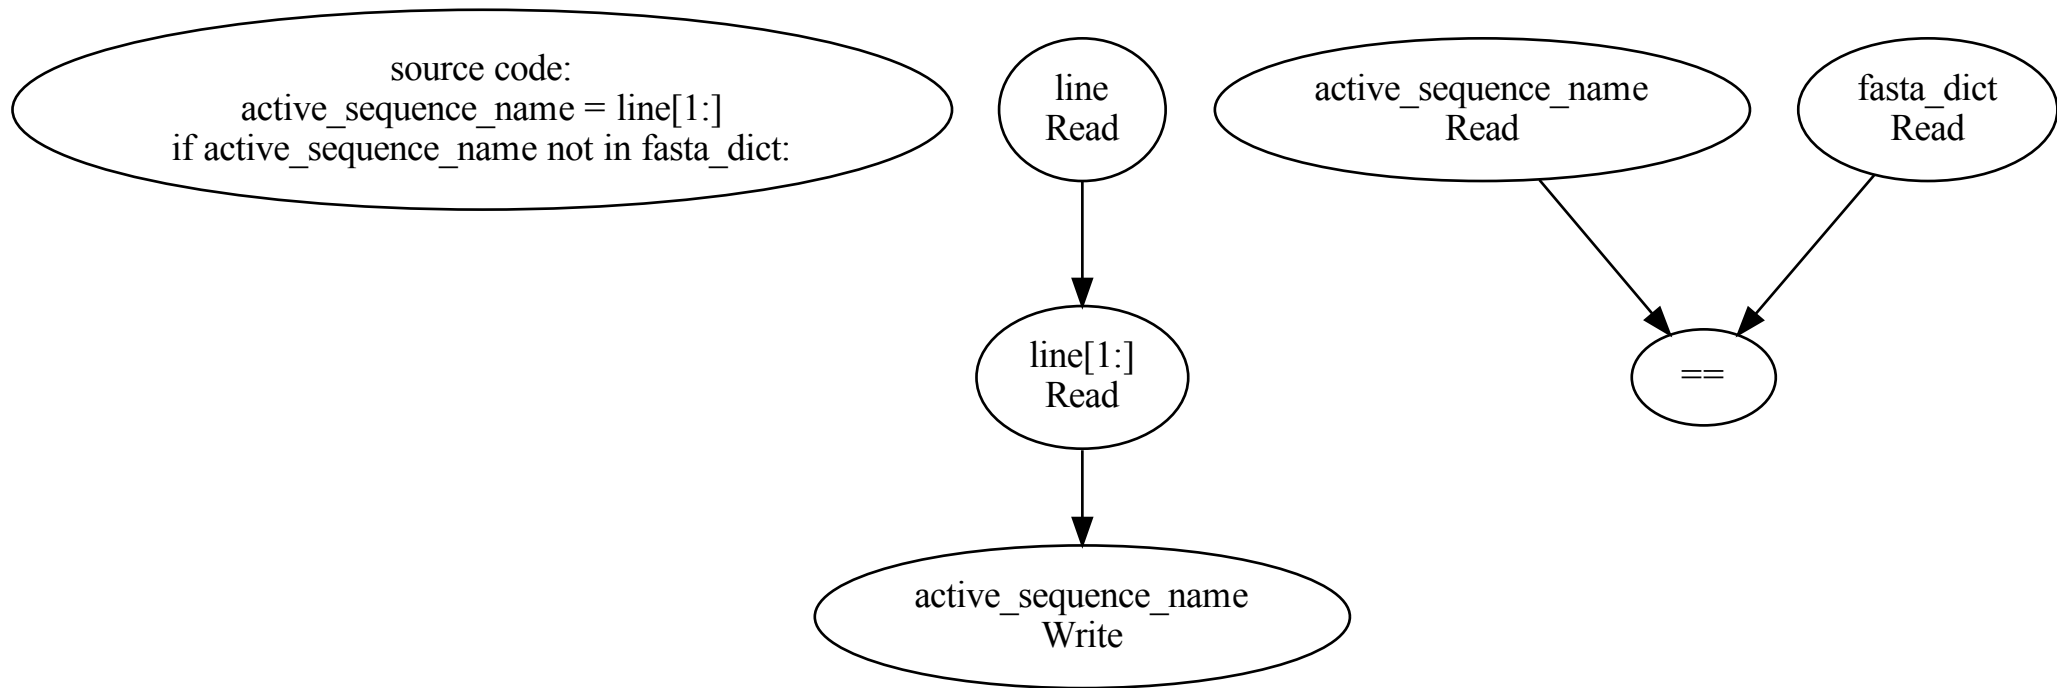 source code:
active_sequence_name = line[1:]
if active_sequence_name not in fasta_dict:
line
Read
active_sequence_name
Read
fasta_dict
Read
line[1:]
Read
==
active_sequence_name
Write